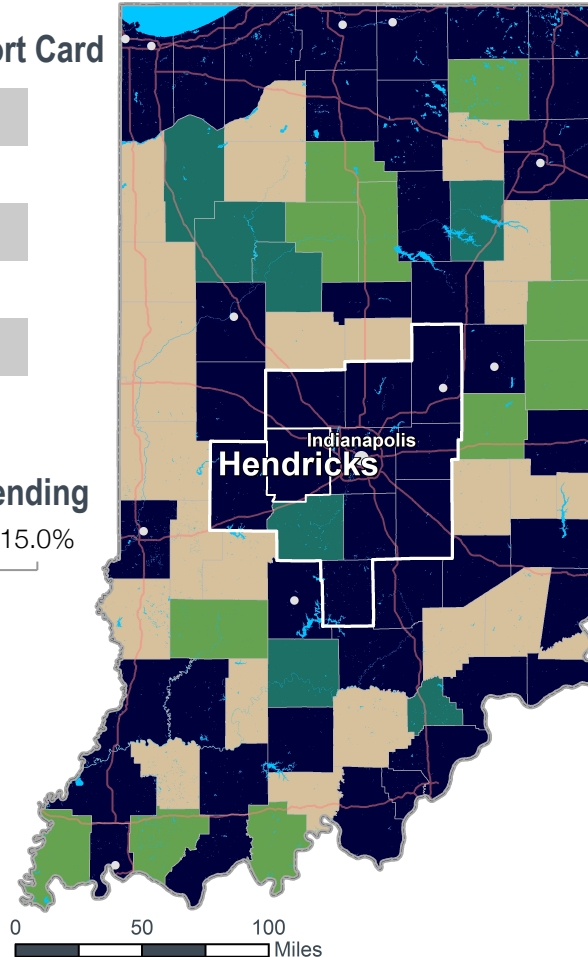 ort Card
Indianapolis
Hendricks
ending
15.0%
0 50 100
Miles